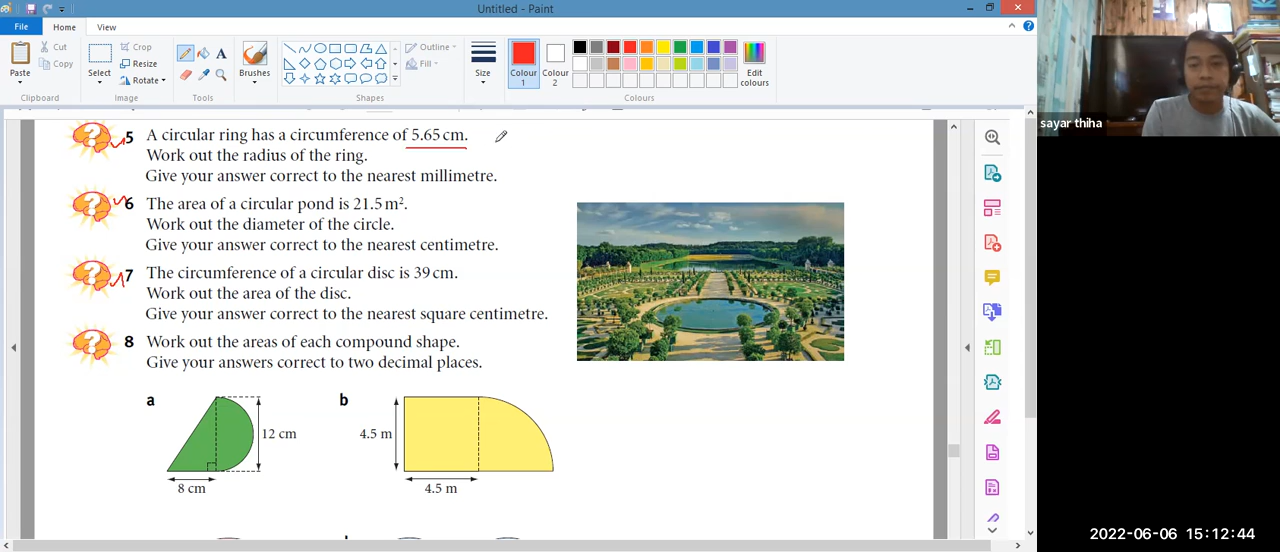 Untitled - Paint
File Home View
Paste
Cut
Copy
Clipboard
Select
Crop
Resize
Rotate
Image
Tools
Brushes
Shapes
Outline
Fill
Size
Colour 1
Colour 2
Edit colours
Colours
sayar thiha
5 A circular ring has a circumference of 5.65 cm.
Work out the radius of the ring.
Give your answer correct to the nearest millimetre.
6 The area of a circular pond is 21.5 m².
Work out the diameter of the circle.
Give your answer correct to the nearest centimetre.
7 The circumference of a circular disc is 39 cm.
Work out the area of the disc.
Give your answer correct to the nearest square centimetre.
8 Work out the areas of each compound shape.
Give your answers correct to two decimal places.
a
12 cm
8 cm
b
4.5 m
4.5 m
2022-06-06 15:12:44